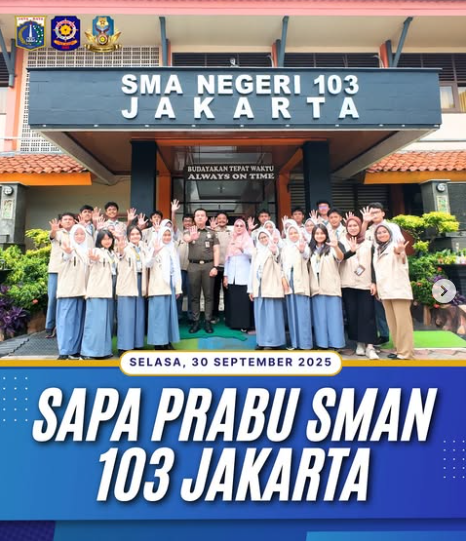 SMA NEGERI 103
JAKARTA
BUDAYAKAN TEPAT WAKTU
ALWAYS ON TIME
SELASA, 30 SEPTEMBER 2025
SAPA PRABU SMAN
103 JAKARTA